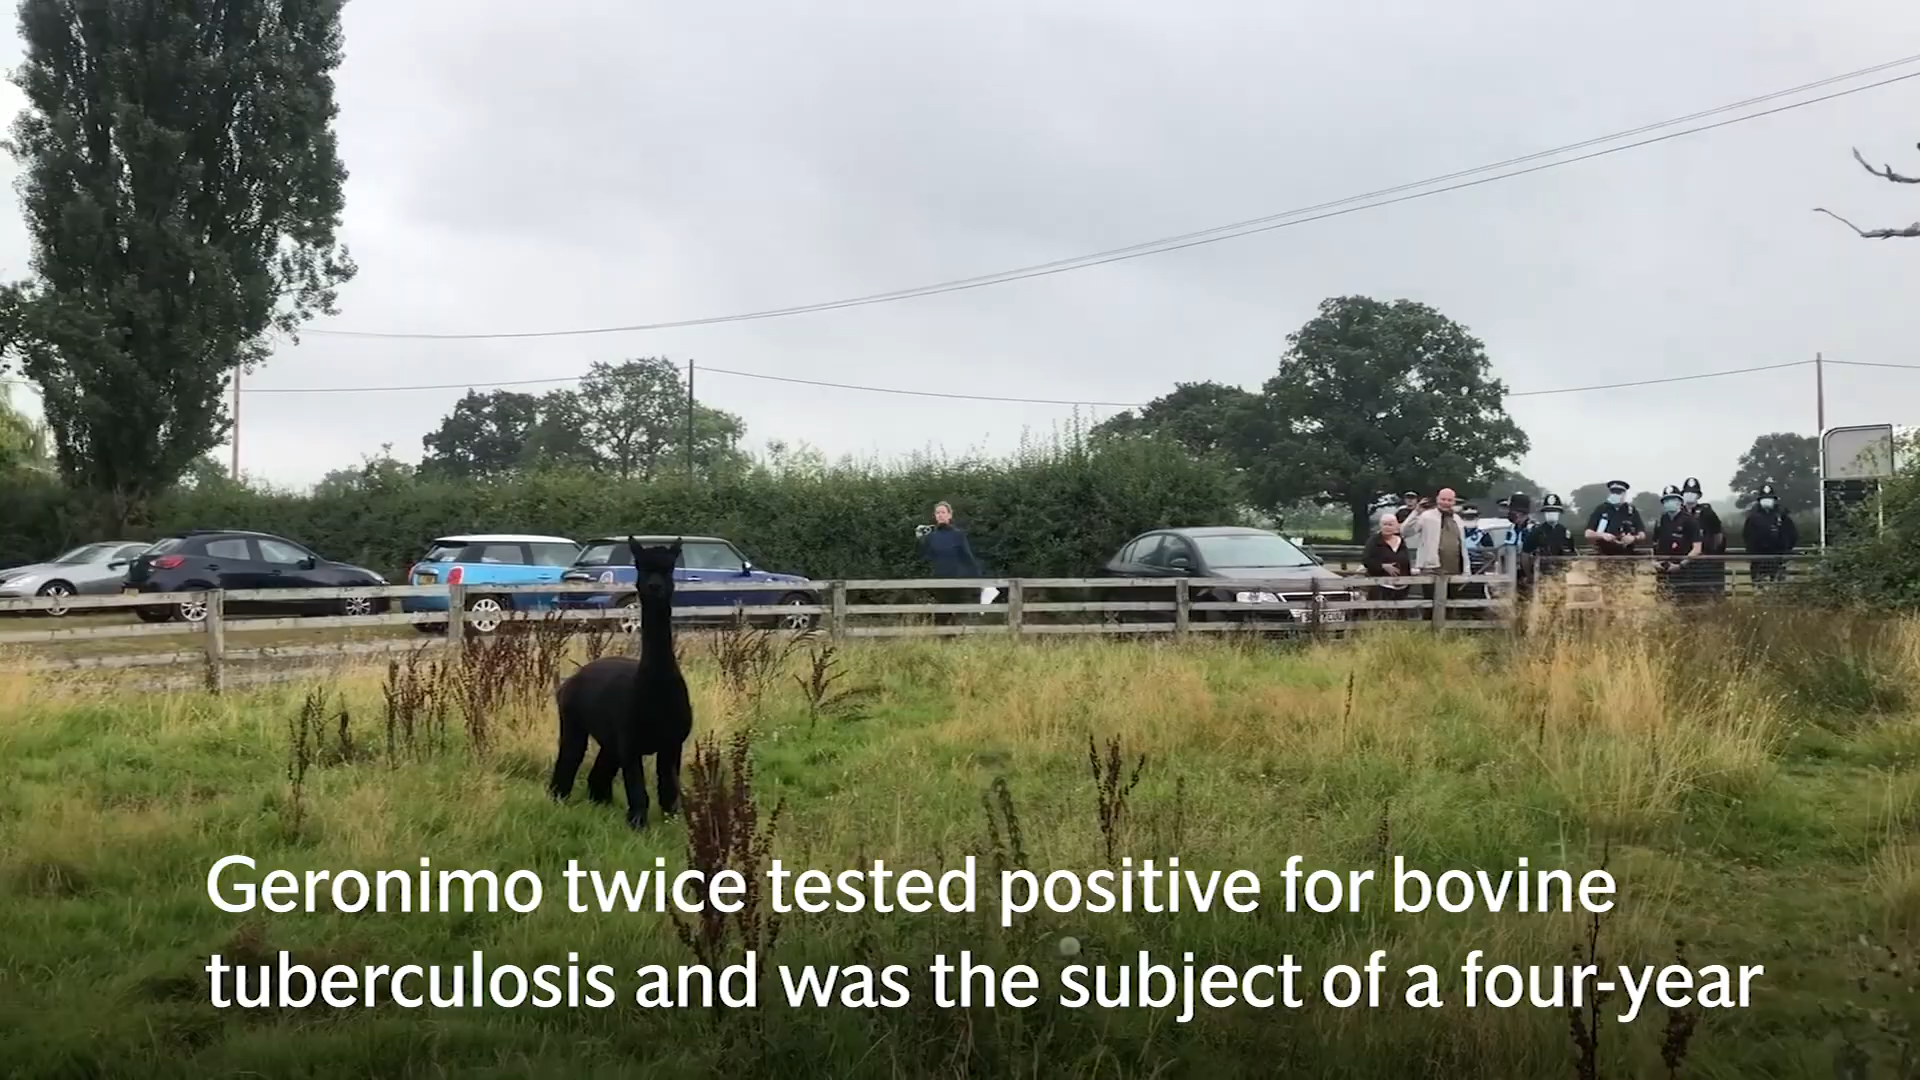 Geronimo twice tested positive for bovine
tuberculosis and was the subject of a four-year